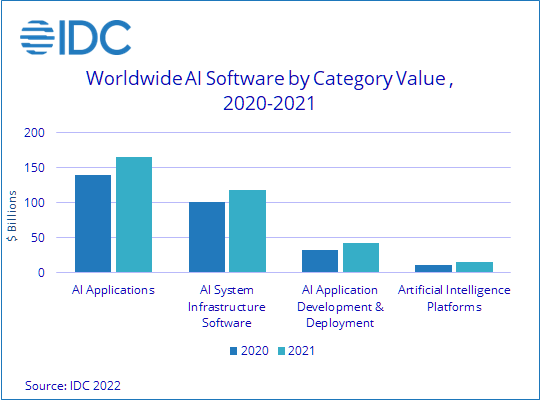 IDC
Worldwide AI Software by Category Value ,
2020-2021
200
150
100
50
0
$ Billions
AI Applications
AI System
Infrastructure
Software
AI Application
Development &
Deployment
Artificial Intelligence
Platforms
2020 2021
Source: IDC 2022